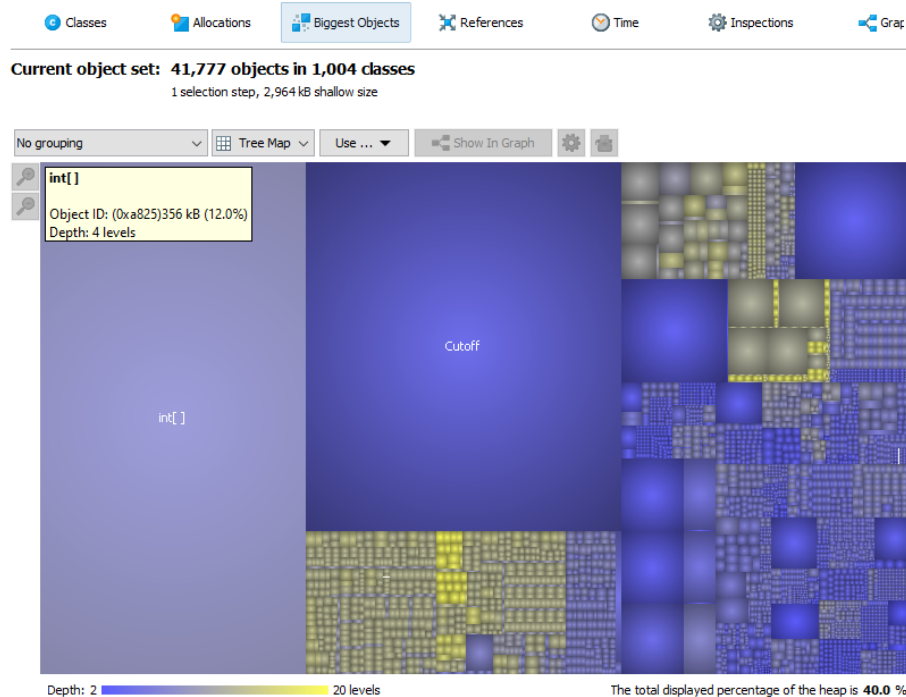 Classes Allocations Biggest Objects References Time Inspections Grap
Current object set: 41,777 objects in 1,004 classes
1 selection step, 2,964 kB shallow size
No grouping Tree Map Use ... Show In Graph
int[ ]
Object ID: (0xa825)356 kB (12.0%)
Depth: 4 levels
Cutoff
int[ ]
Depth: 2 20 levels The total displayed percentage of the heap is 40.0 %